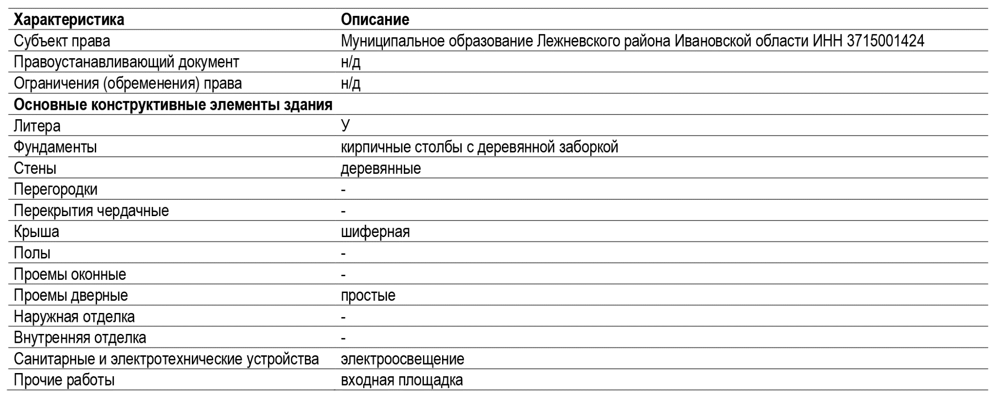 Характеристика Описание
Субъект права Муниципальное образование Лежневского района Ивановской области ИНН 3715001424
Правоустанавливающий документ н/д
Ограничения (обременения) права н/д
Основные конструктивные элементы здания
Литера У
Фундаменты кирпичные столбы с деревянной заборкой
Стены деревянные
Перегородки -
Перекрытия чердачные -
Крыша шиферная
Полы -
Проемы оконные -
Проемы дверные простые
Наружная отделка -
Внутренняя отделка -
Санитарные и электротехнические устройства электроосвещение
Прочие работы входная площадка